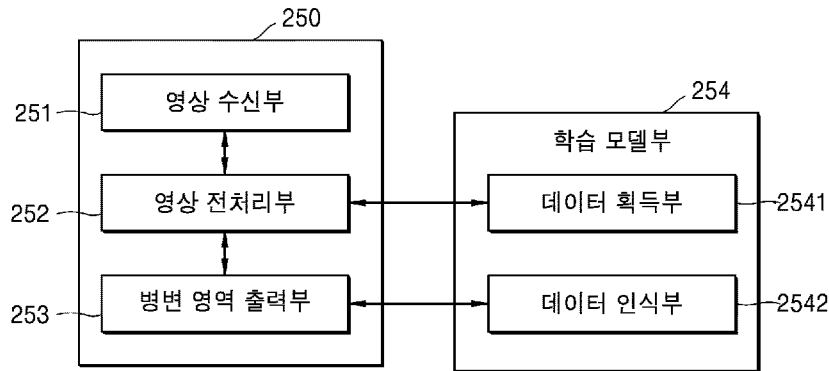 250
251
영상 수신부
252
영상 전처리부
253
병변 영역 출력부
254
학습 모델부
데이터 획득부
2541
데이터 인식부
2542